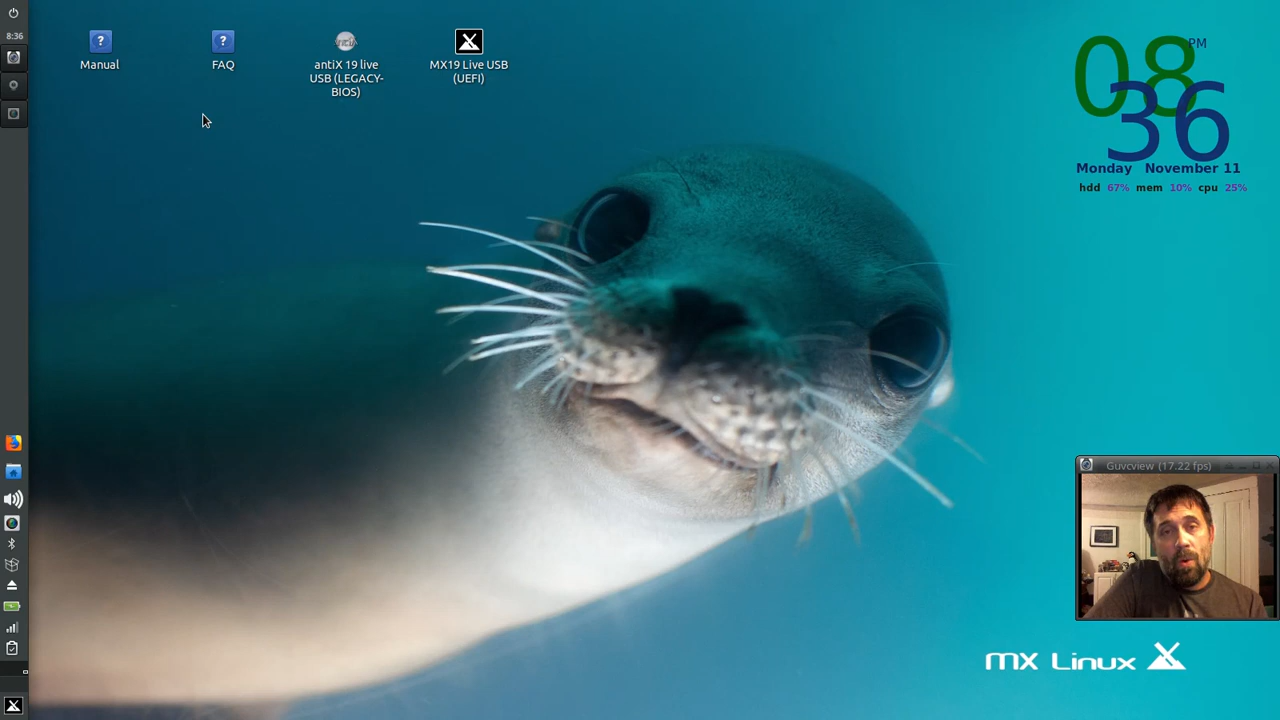 8:36
Manual
FAQ
antiX 19 live
USB (LEGACY-
BIOS)
MX19 Live USB
(UEFI)
08 PM
36
Monday November 11
hdd 67% mem 10% cpu 25%
Guvcview (17.22 fps)
MX Linux